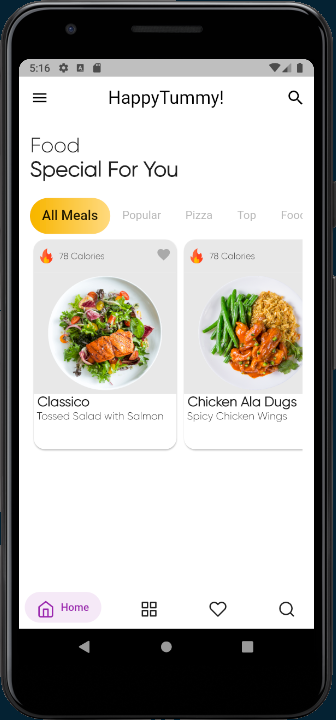 5:16
HappyTummy!
Food
Special For You
All Meals Popular Pizza Top Food
78 Calories 78 Calories
Classico Chicken Ala Dugs
Tossed Salad with Salmon Spicy Chicken Wings
Home